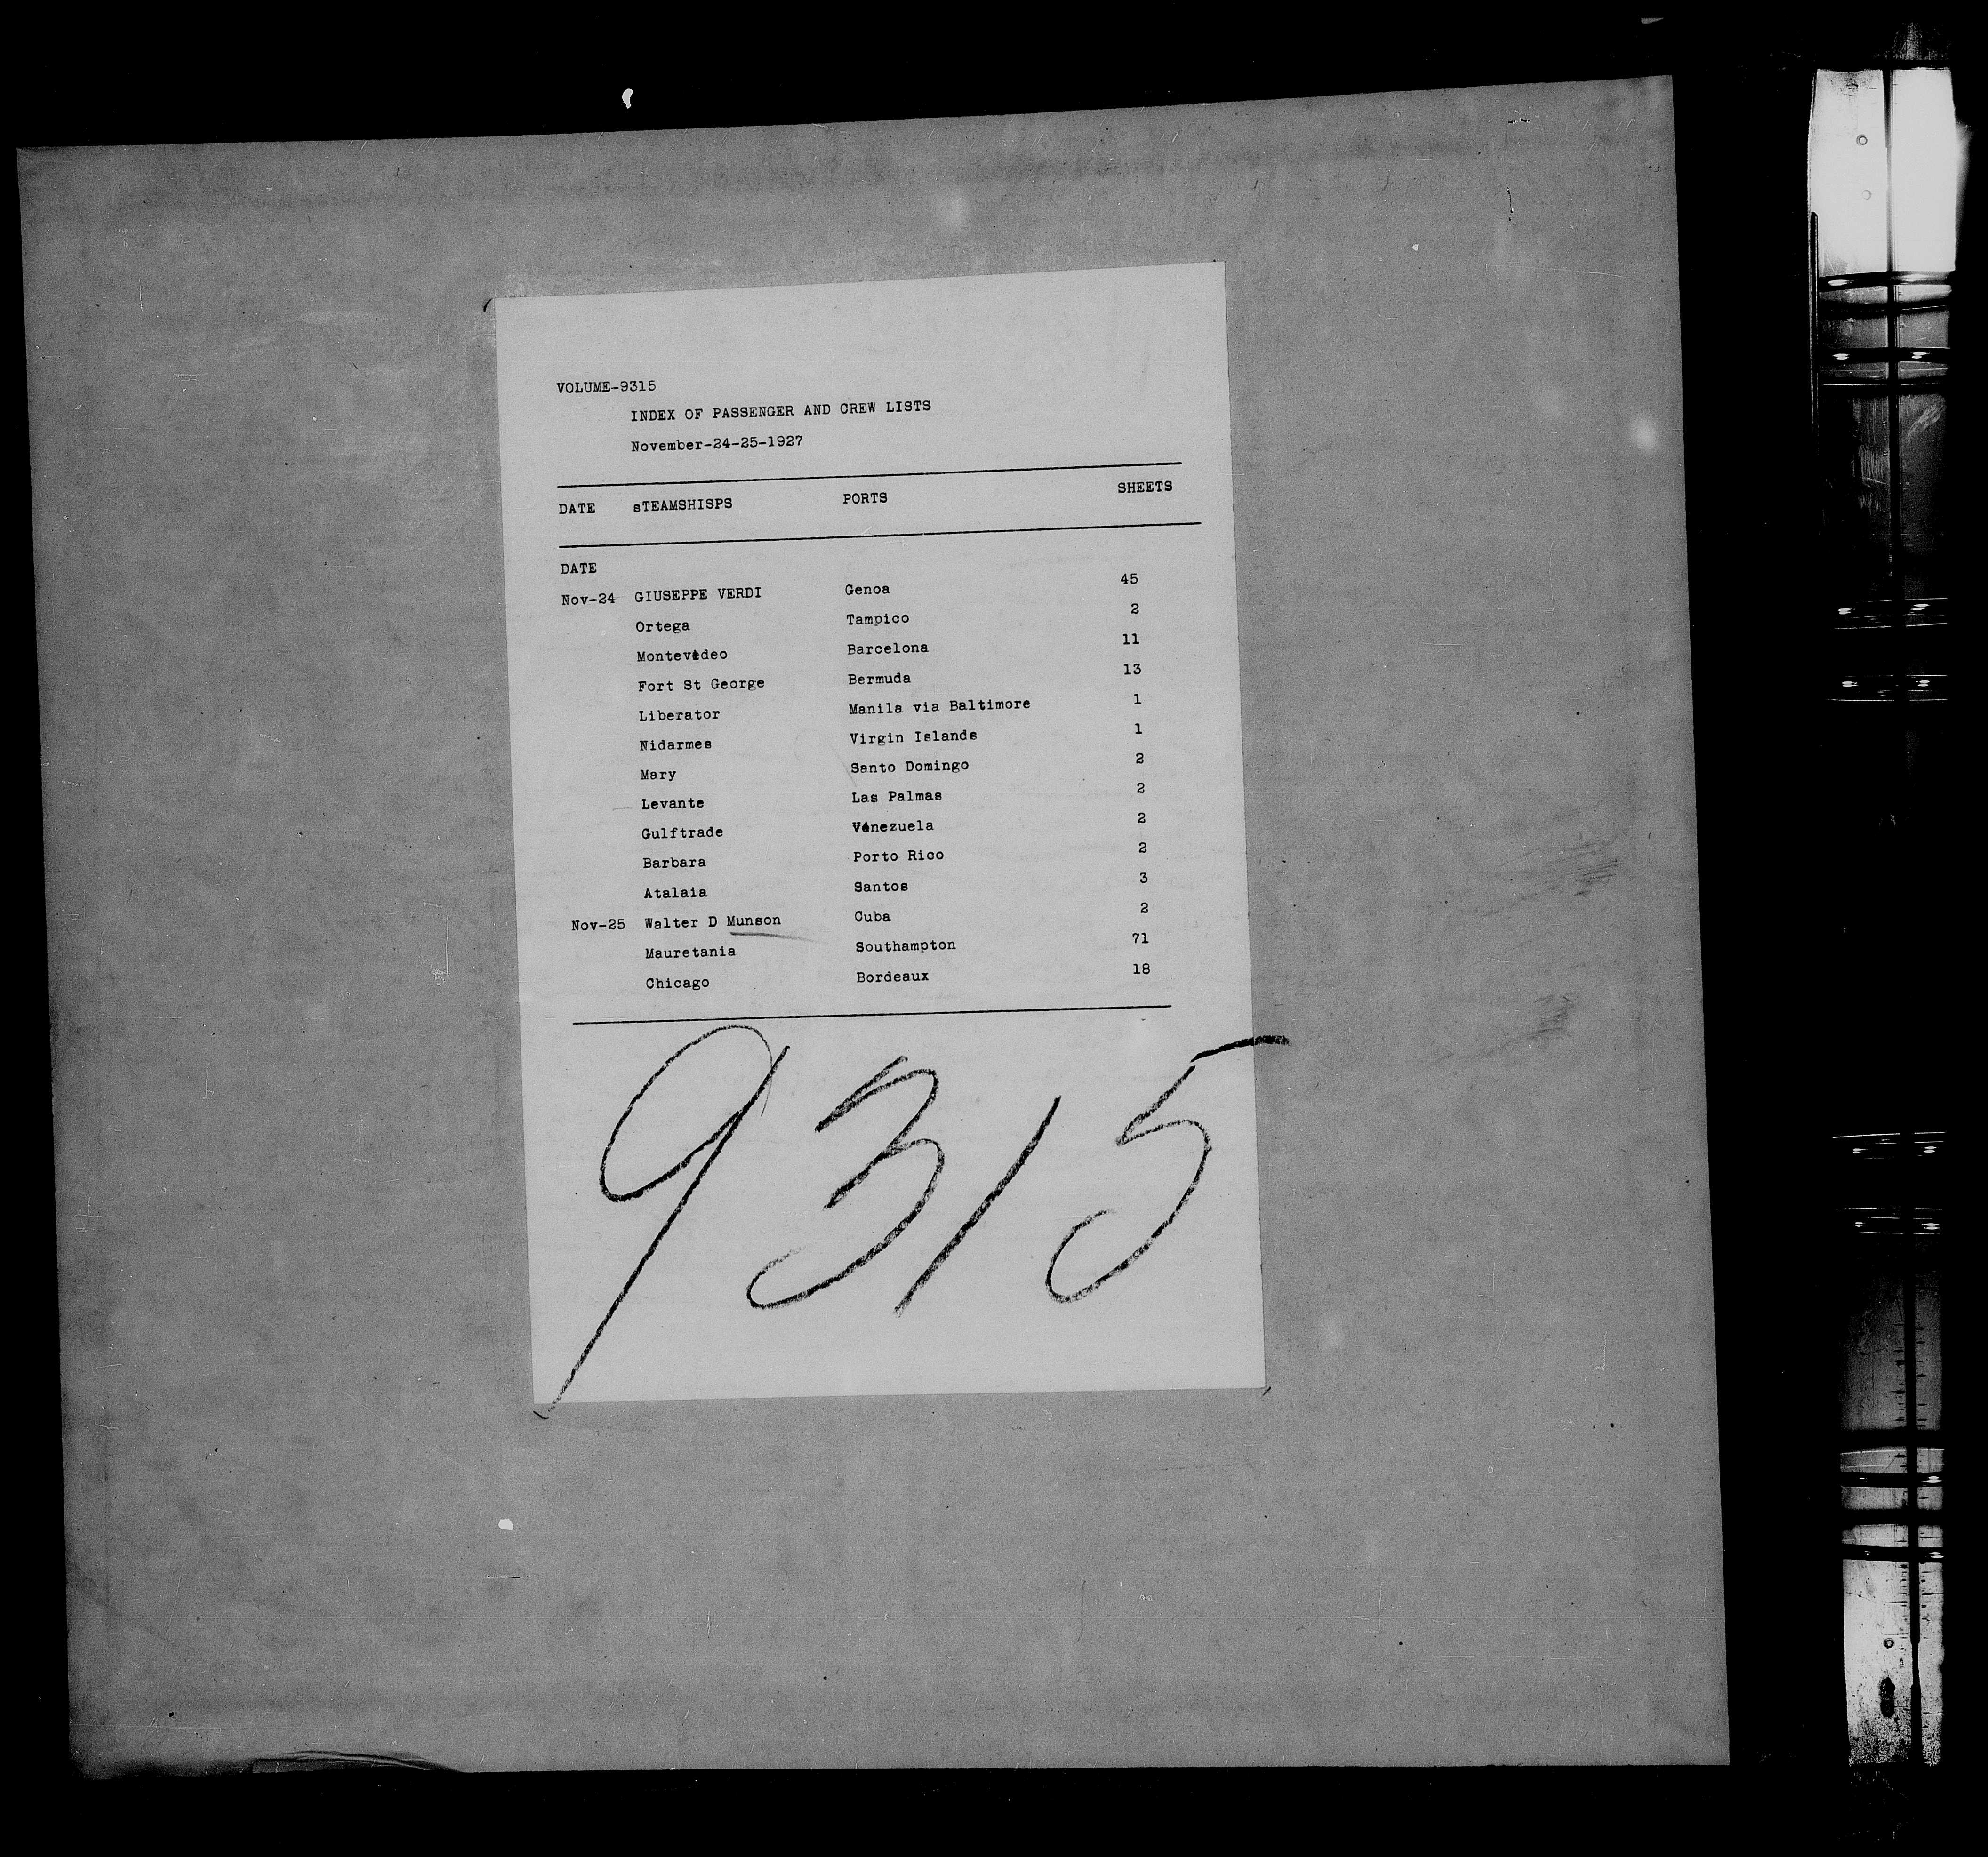 VOLUME-9315
INDEX OF PASSENGER AND CREW LISTS
November-24-25-1927
DATE sTEAMSHISPS PORTS SHEETS
DATE
Nov-24 GIUSEPPE VERDI Genoa 45
Ortega Tampico 2
Montevedeo Barcelona 11
Fort St George Bermuda 13
Liberator Manila via Baltimore 1
Nidarmes Virgin Islands 1
Mary Santo Domingo 2
Levante Las Palmas 2
Gulftrade Venezuela 2
Barbara Porto Rico 2
Atalaia Santos 3
Nov-25 Walter D Munson Cuba 2
Mauretania Southampton 71
Chicago Bordeaux 18
9315